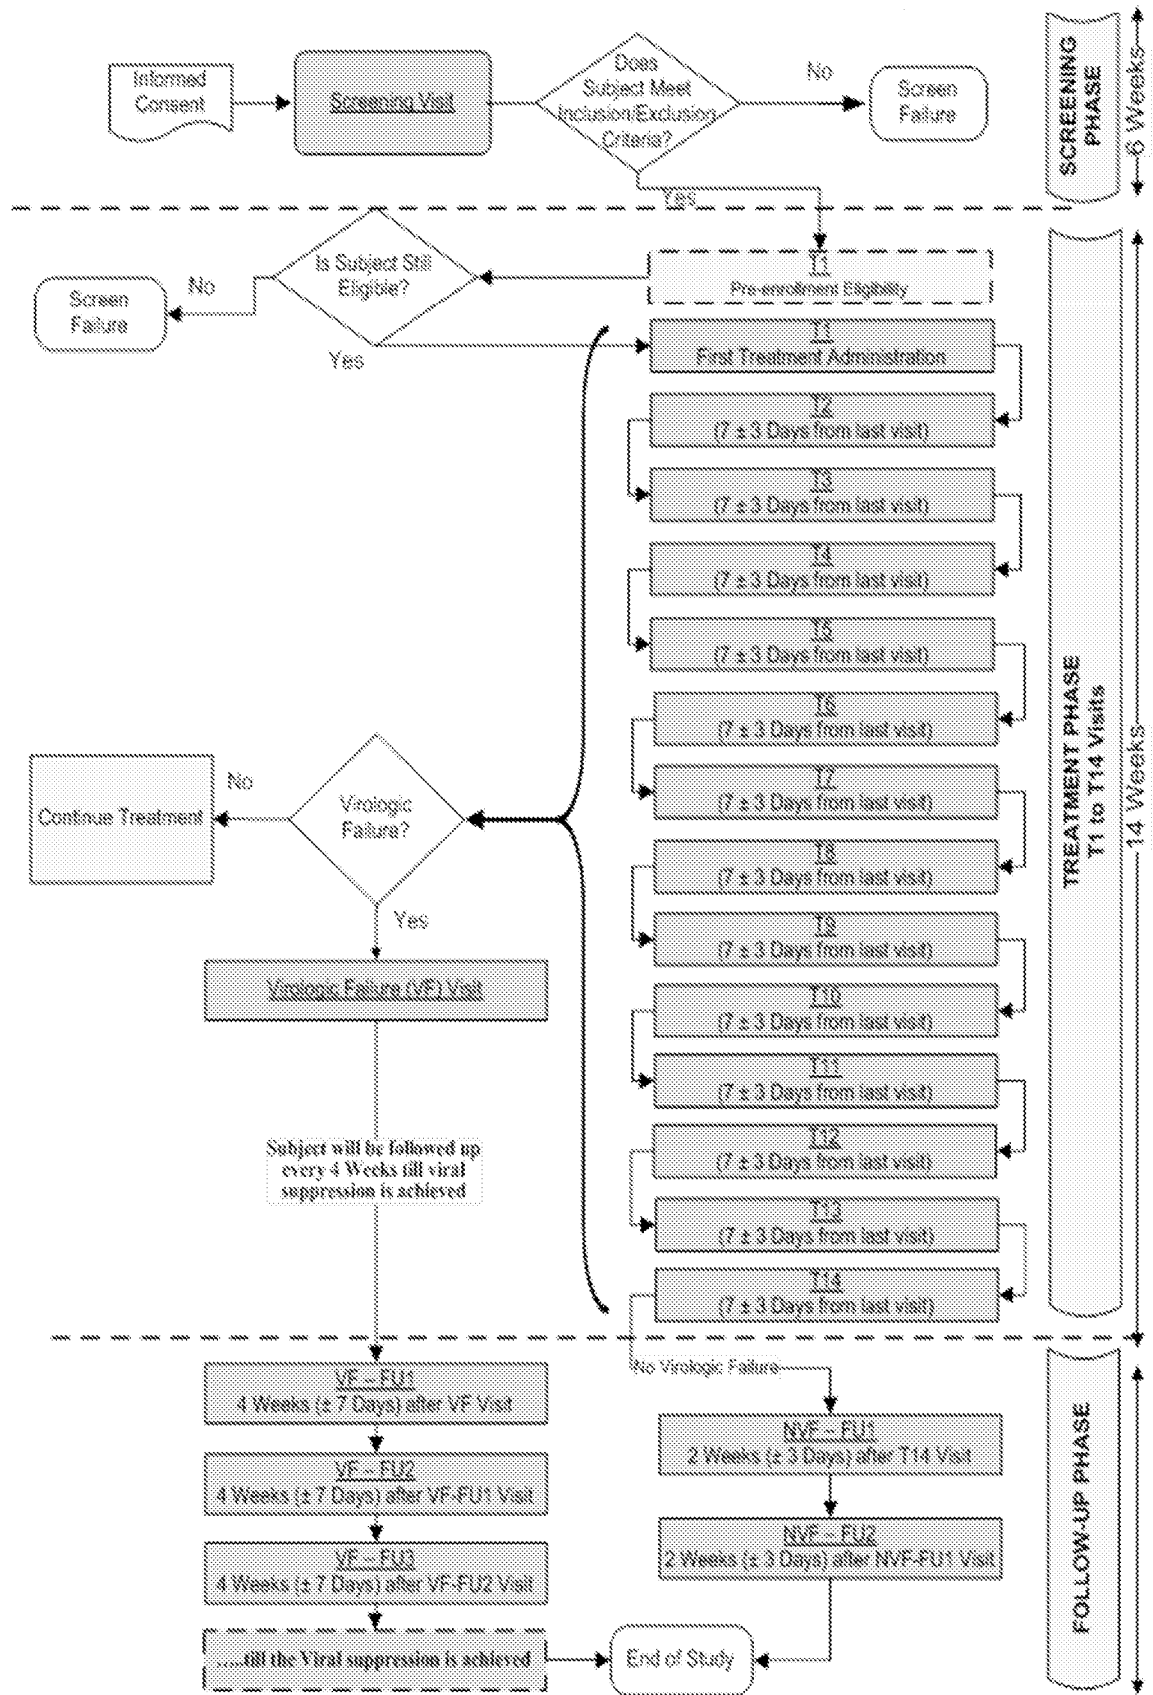 Informed
Consent
Screening Visit
Does
Subject Meet
Inclusion/Exclusion
Criteria?
No
Screen
Failure
Yes
SCREENING
PHASE
6 Weeks
T1
Pre-enrollment Eligibility
Is Subject Still
Eligible?
No
Screen
Failure
Yes
T1
First Treatment Administration
T2
(7 ± 3 Days from last visit)
T3
(7 ± 3 Days from last visit)
T4
(7 ± 3 Days from last visit)
T5
(7 ± 3 Days from last visit)
T6
(7 ± 3 Days from last visit)
T7
(7 ± 3 Days from last visit)
T8
(7 ± 3 Days from last visit)
T9
(7 ± 3 Days from last visit)
T10
(7 ± 3 Days from last visit)
T11
(7 ± 3 Days from last visit)
T12
(7 ± 3 Days from last visit)
T13
(7 ± 3 Days from last visit)
T14
(7 ± 3 Days from last visit)
TREATMENT PHASE
T1 to T14 Visits
14 Weeks
Virologic
Failure?
No
Continue Treatment
Yes
Virologic Failure (VF) Visit
Subject will be followed up
every 4 Weeks till viral
suppression is achieved
VF – FU1
4 Weeks (± 7 Days) after VF Visit
VF – FU2
4 Weeks (± 7 Days) after VF-FU1 Visit
VF – FU3
4 Weeks (± 7 Days) after VF-FU2 Visit
.....till the Viral suppression is achieved
No Virologic Failure
NVF – FU1
2 Weeks (± 3 Days) after T14 Visit
NVF – FU2
2 Weeks (± 3 Days) after NVF-FU1 Visit
End of Study
FOLLOW-UP PHASE